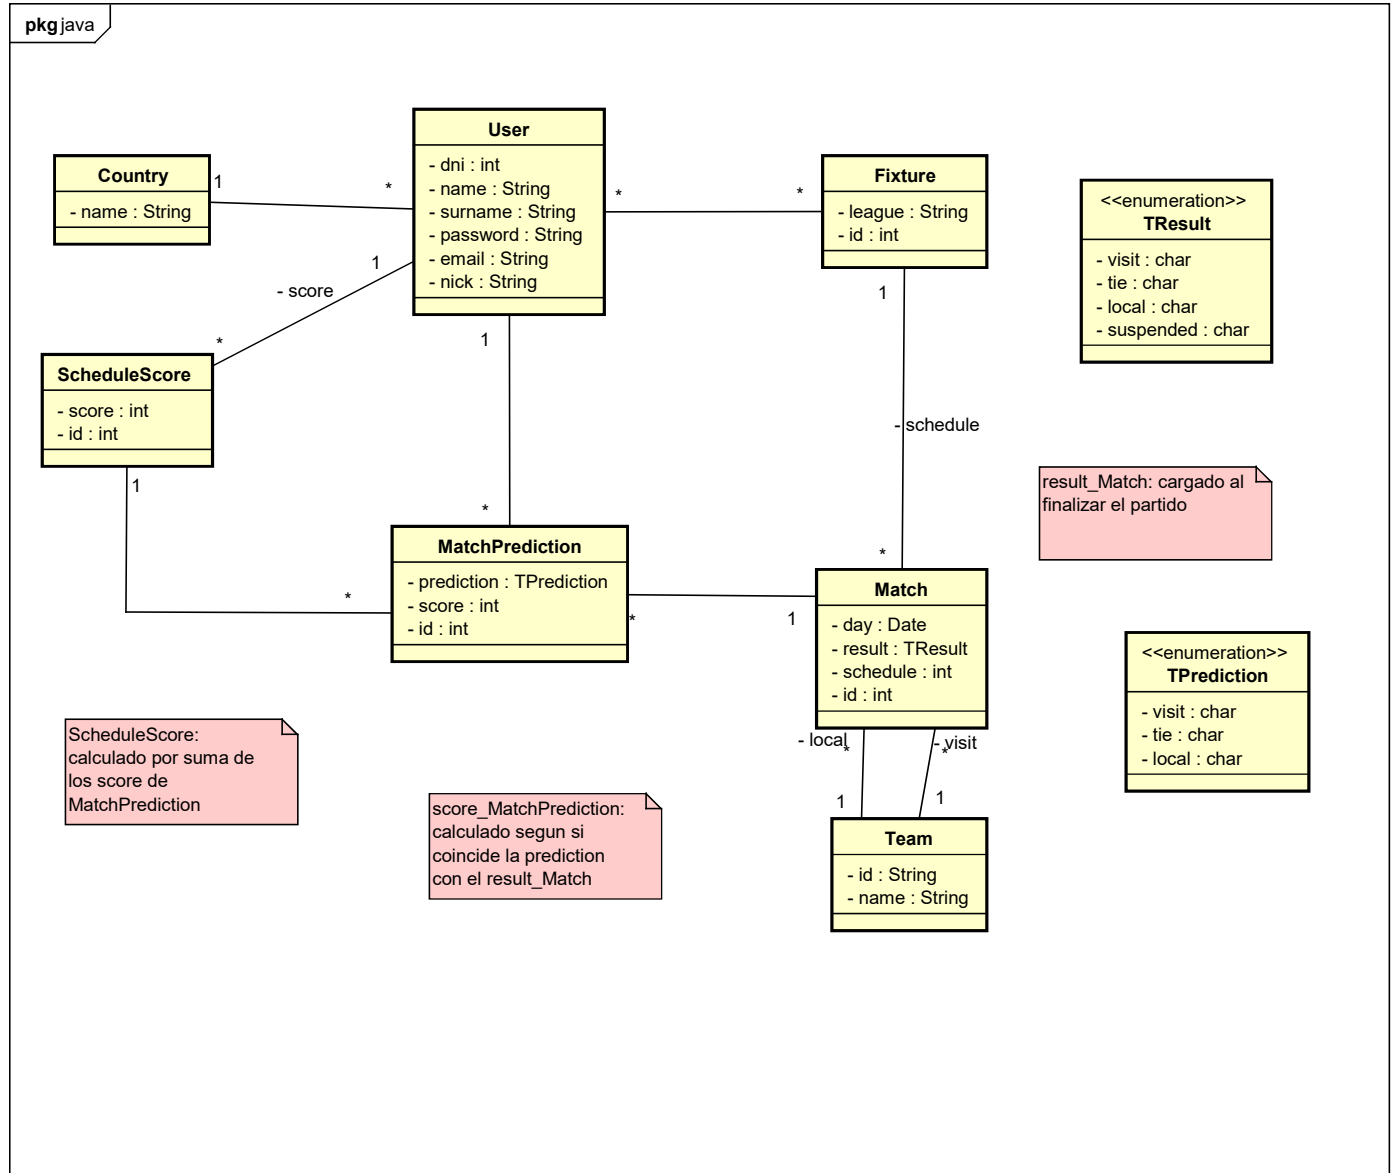 pkg java
User
- dni : int
- name : String
- surname : String
- password : String
- email : String
- nick : String
Country
- name : String
1
*
*
*
Fixture
- league : String
- id : int
<<enumeration>>
TResult
- visit : char
- tie : char
- local : char
- suspended : char
1
- score
*
1
1
- schedule
*
ScheduleScore
- score : int
- id : int
1
*
*
MatchPrediction
- prediction : TPrediction
- score : int
- id : int
*
1
Match
- day : Date
- result : TResult
- schedule : int
- id : int
result_Match: cargado al
finalizar el partido
<<enumeration>>
TPrediction
- visit : char
- tie : char
- local : char
- local
*
- visit
*
1
1
Team
- id : String
- name : String
ScheduleScore:
calculado por suma de
los score de
MatchPrediction
score_MatchPrediction:
calculado segun si
coincide la prediction
con el result_Match